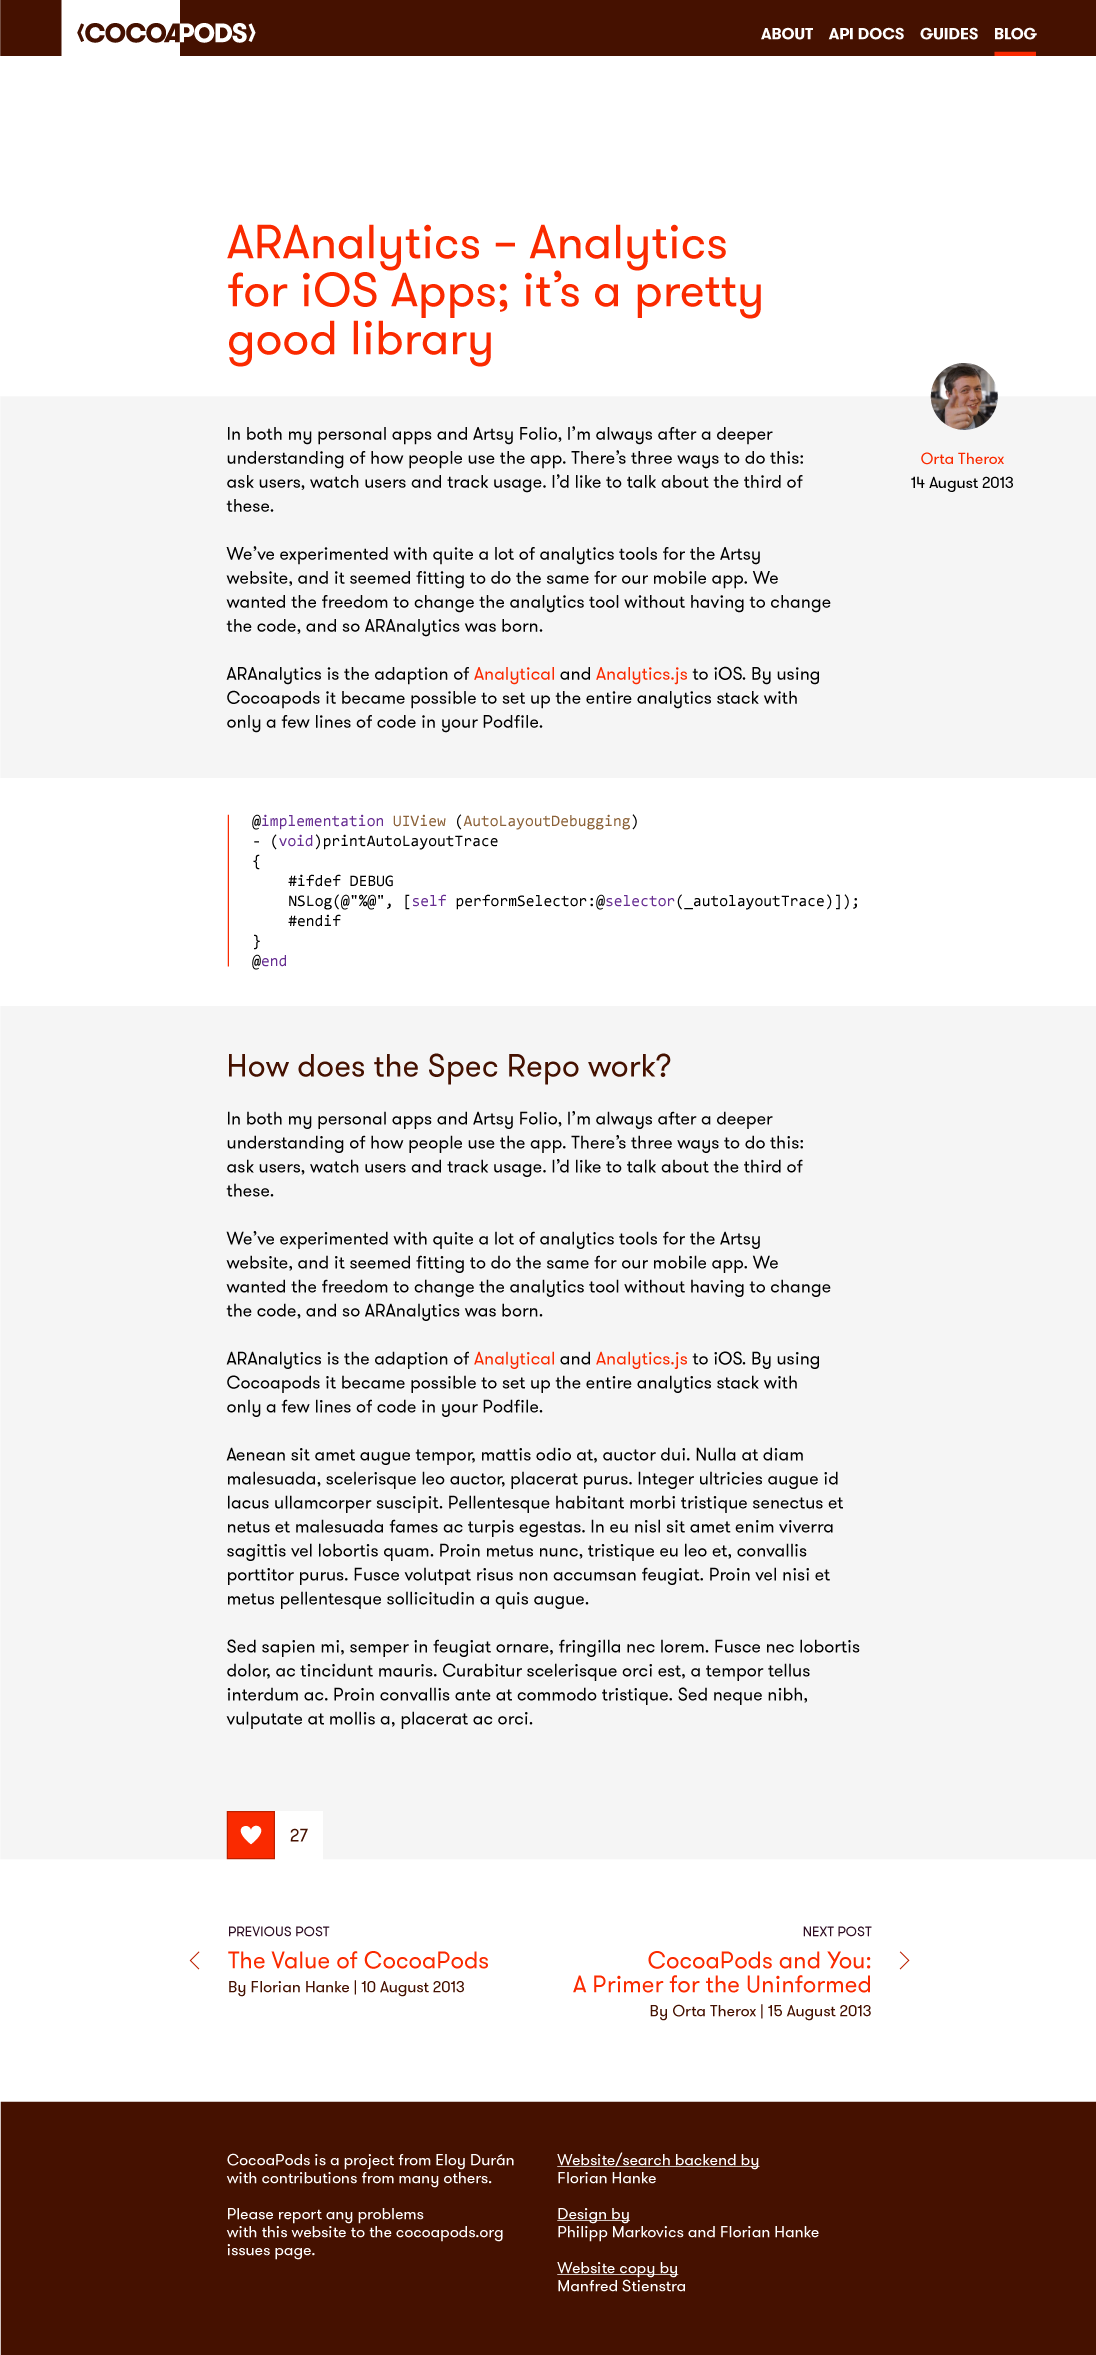 ⟨COCOAPODS⟩
ABOUT API DOCS GUIDES BLOG
ARAnalytics – Analytics
for iOS Apps; it’s a pretty
good library
In both my personal apps and Artsy Folio, I’m always after a deeper
understanding of how people use the app. There’s three ways to do this:
ask users, watch users and track usage. I’d like to talk about the third of
these.
Orta Therox
14 August 2013
We’ve experimented with quite a lot of analytics tools for the Artsy
website, and it seemed fitting to do the same for our mobile app. We
wanted the freedom to change the analytics tool without having to change
the code, and so ARAnalytics was born.
ARAnalytics is the adaption of Analytical and Analytics.js to iOS. By using
Cocoapods it became possible to set up the entire analytics stack with
only a few lines of code in your Podfile.
@implementation UIView (AutoLayoutDebugging)
- (void)printAutoLayoutTrace
{
    #ifdef DEBUG
    NSLog(@"%@", [self performSelector:@selector(_autolayoutTrace)]);
    #endif
}
@end
How does the Spec Repo work?
In both my personal apps and Artsy Folio, I’m always after a deeper
understanding of how people use the app. There’s three ways to do this:
ask users, watch users and track usage. I’d like to talk about the third of
these.
We’ve experimented with quite a lot of analytics tools for the Artsy
website, and it seemed fitting to do the same for our mobile app. We
wanted the freedom to change the analytics tool without having to change
the code, and so ARAnalytics was born.
ARAnalytics is the adaption of Analytical and Analytics.js to iOS. By using
Cocoapods it became possible to set up the entire analytics stack with
only a few lines of code in your Podfile.
Aenean sit amet augue tempor, mattis odio at, auctor dui. Nulla at diam
malesuada, scelerisque leo auctor, placerat purus. Integer ultricies augue id
lacus ullamcorper suscipit. Pellentesque habitant morbi tristique senectus et
netus et malesuada fames ac turpis egestas. In eu nisl sit amet enim viverra
sagittis vel lobortis quam. Proin metus nunc, tristique eu leo et, convallis
porttitor purus. Fusce volutpat risus non accumsan feugiat. Proin vel nisi et
metus pellentesque sollicitudin a quis augue.
Sed sapien mi, semper in feugiat ornare, fringilla nec lorem. Fusce nec lobortis
dolor, ac tincidunt mauris. Curabitur scelerisque orci est, a tempor tellus
interdum ac. Proin convallis ante at commodo tristique. Sed neque nibh,
vulputate at mollis a, placerat ac orci.
27
PREVIOUS POST
The Value of CocoaPods
By Florian Hanke | 10 August 2013
NEXT POST
CocoaPods and You:
A Primer for the Uninformed
By Orta Therox | 15 August 2013
CocoaPods is a project from Eloy Durán
with contributions from many others.
Please report any problems
with this website to the cocoapods.org
issues page.
Website/search backend by
Florian Hanke
Design by
Philipp Markovics and Florian Hanke
Website copy by
Manfred Stienstra